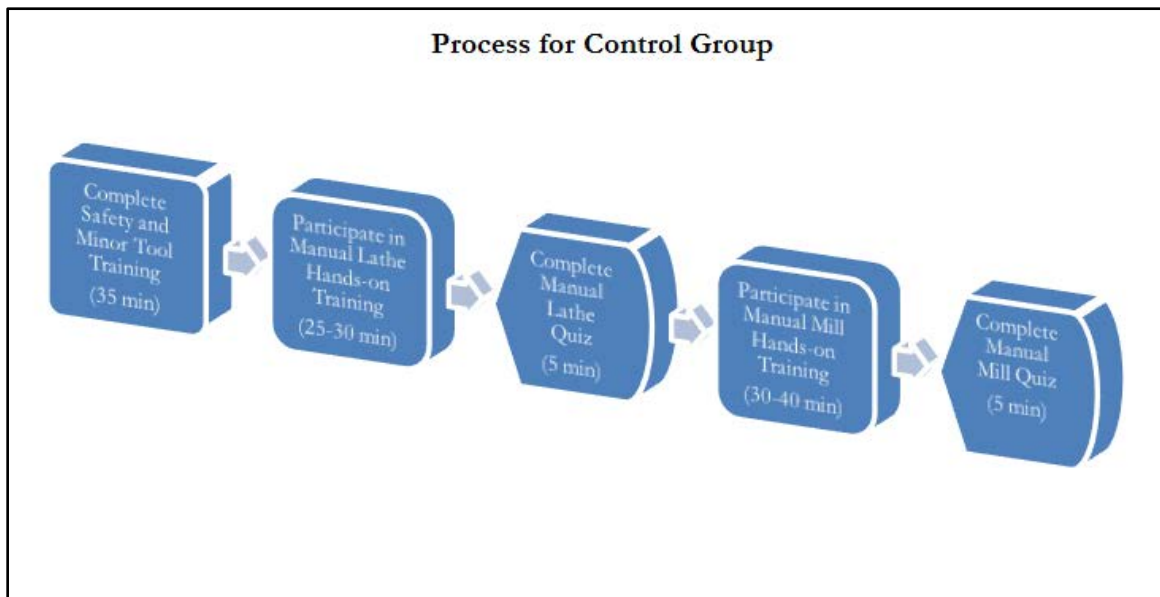 Process for Control Group
Complete
Safety and
Minor Tool
Training
(35 min)
Participate in
Manual Lathe
Hands-on
Training
(25-30 min)
Complete
Manual
Lathe
Quiz
(5 min)
Participate in
Manual Mill
Hands-on
Training
(30-40 min)
Complete
Manual
Mill Quiz
(5 min)